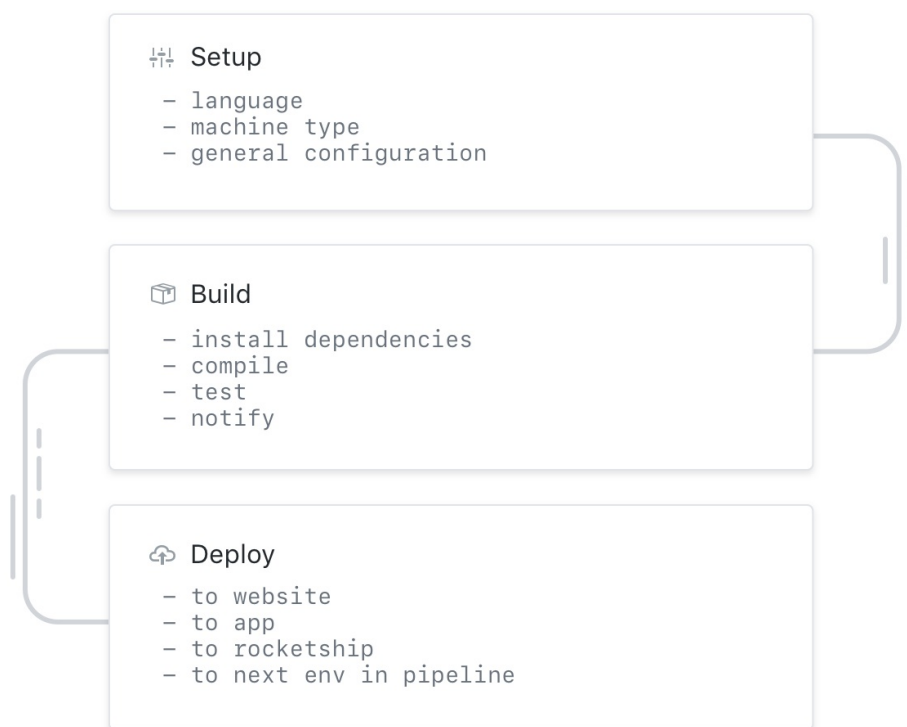 Setup
– language
– machine type
– general configuration
Build
– install dependencies
– compile
– test
– notify
Deploy
– to website
– to app
– to rocketship
– to next env in pipeline